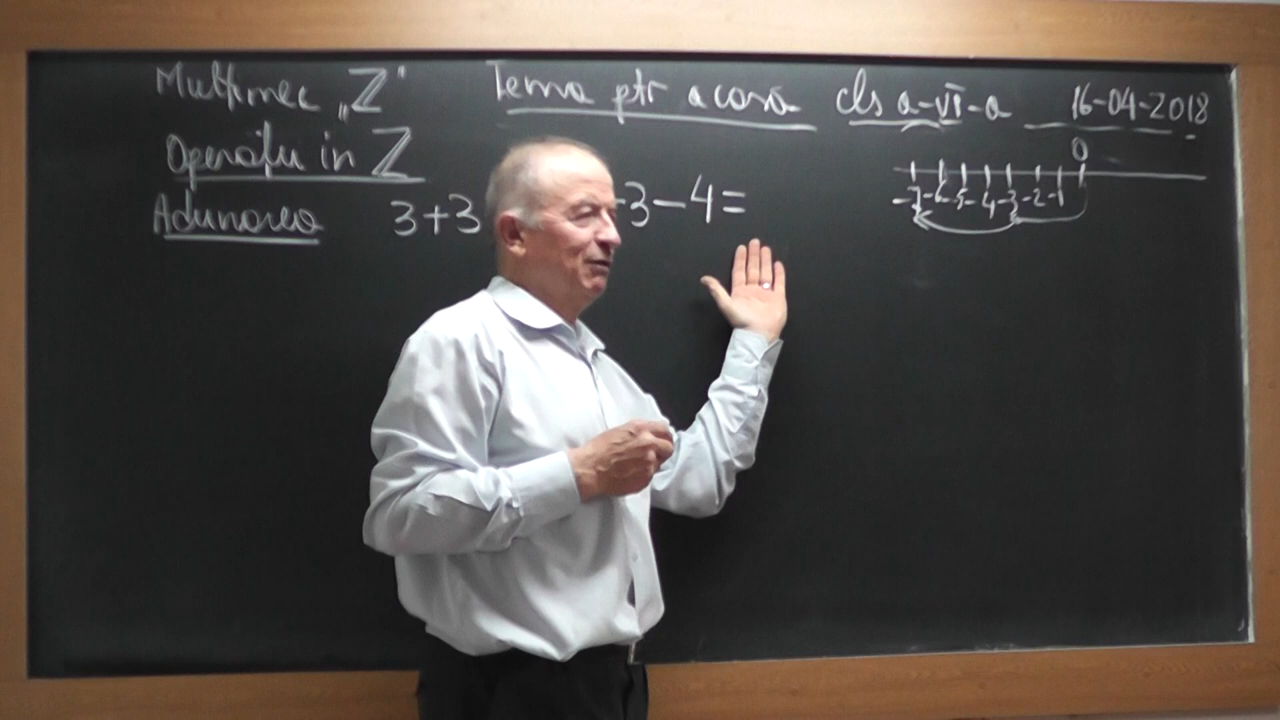 Mulțimec „Z" Tema ptr acasă cls a-VI-a 16-04-2018
Operații in Z
Adunarea 3+3 -3-4=
0
-7 -6 -5 -4 -3 -2 -1